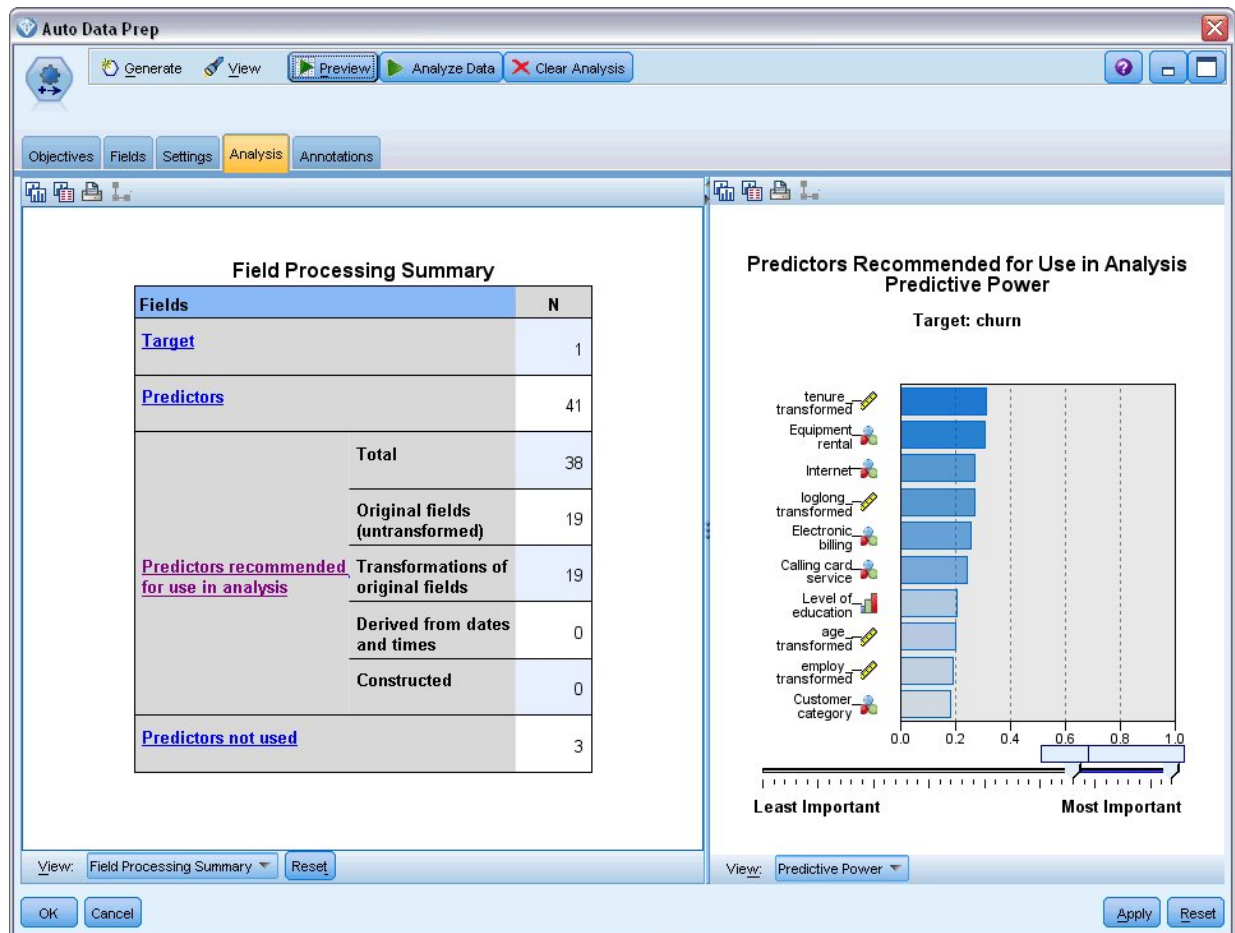 Auto Data Prep
Generate View Preview Analyze Data Clear Analysis
Objectives Fields Settings Analysis Annotations
Field Processing Summary
Fields N
Target 1
Predictors 41
Predictors recommended for use in analysis
Total 38
Original fields
(untransformed) 19
Transformations of
original fields 19
Derived from dates
and times 0
Constructed 0
Predictors not used 3
View: Field Processing Summary Reset
Predictors Recommended for Use in Analysis
Predictive Power
Target: churn
tenure_
transformed
Equipment
rental
Internet
loglong_
transformed
Electronic
billing
Calling card
service
Level of
education
age_
transformed
employ_
transformed
Customer
category
0.0 0.2 0.4 0.6 0.8 1.0
Least Important Most Important
View: Predictive Power
OK Cancel Apply Reset